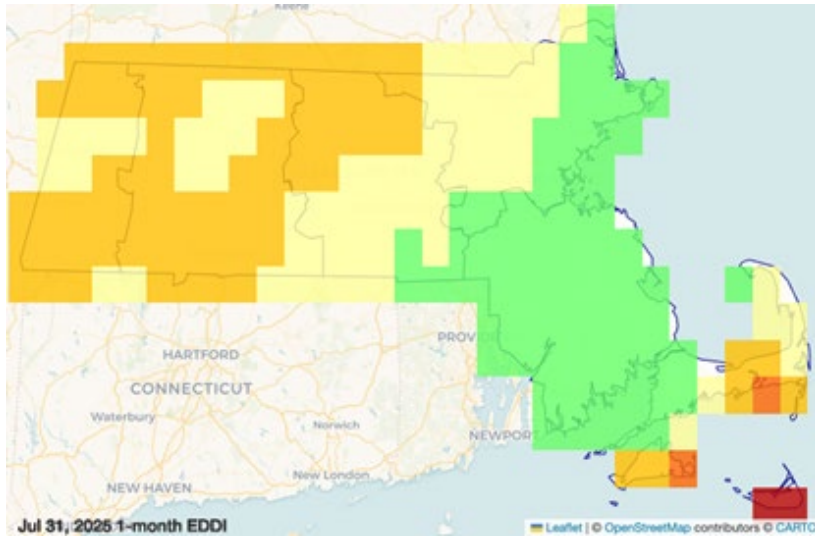 Keene
HARTFORD
CONNECTICUT
Waterbury
Norwich
NEW HAVEN
New London
NEWPORT
Jul 31, 2025 1-month EDDI
Leaflet | © OpenStreetMap contributors © CARTO